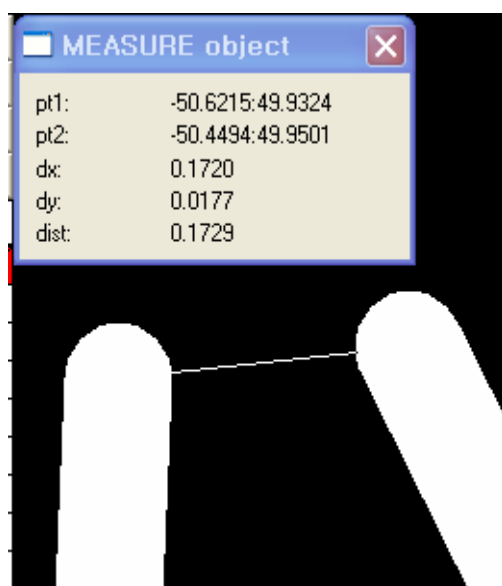 MEASURE object
pt1: -50.6215:49.9324
pt2: -50.4494:49.9501
dx: 0.1720
dy: 0.0177
dist: 0.1729